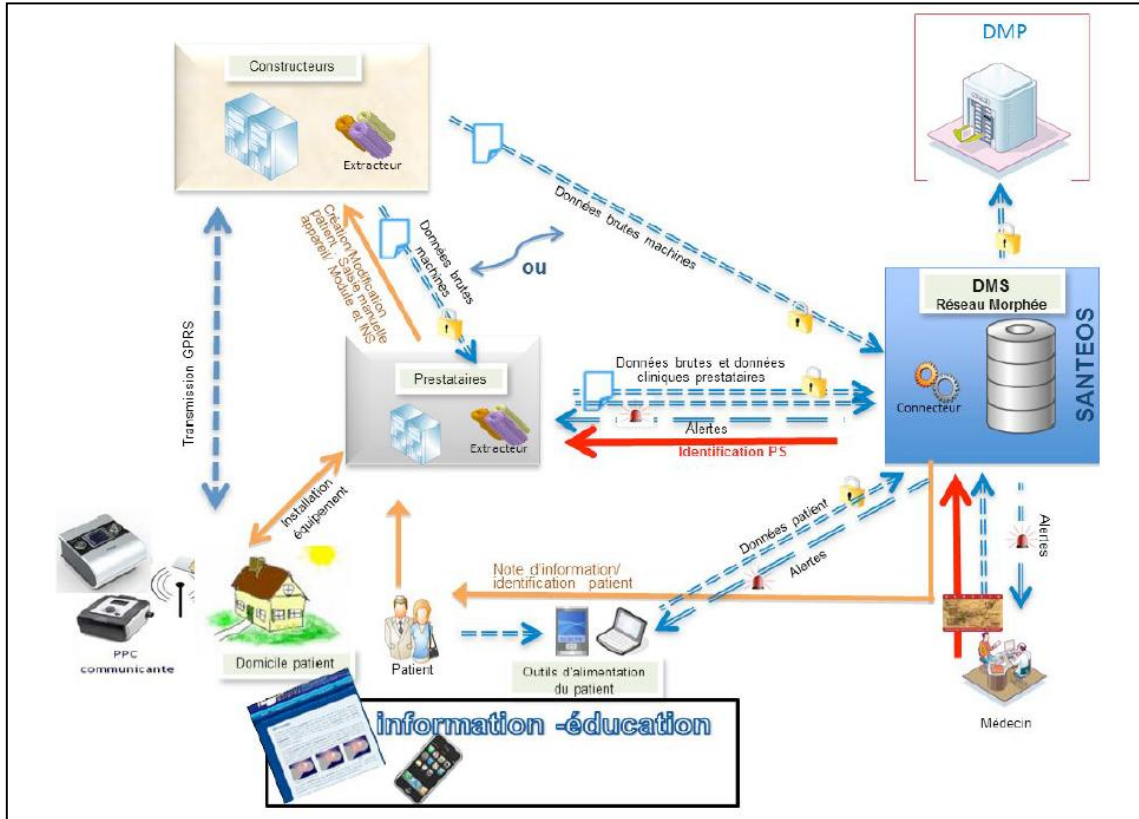 DMP
Constructeurs
Extracteur
Création/Modification
patient Saisie manuelle
appareil/ Module et INS
Données brutes
machines
ou
Données brutes machines
Transmission GPRS
DMS
Réseau Morphée
Connecteur
SANTEOS
Prestataires
Extracteur
Données brutes et données
cliniques prestataires
Alertes
Identification PS
Installation
équipement
Données patient
Alertes
Alertes
Note d'information/
identification patient
PPC
communicante
Domicile patient
Patient
Outils d'alimentation
du patient
Médecin
information -éducation